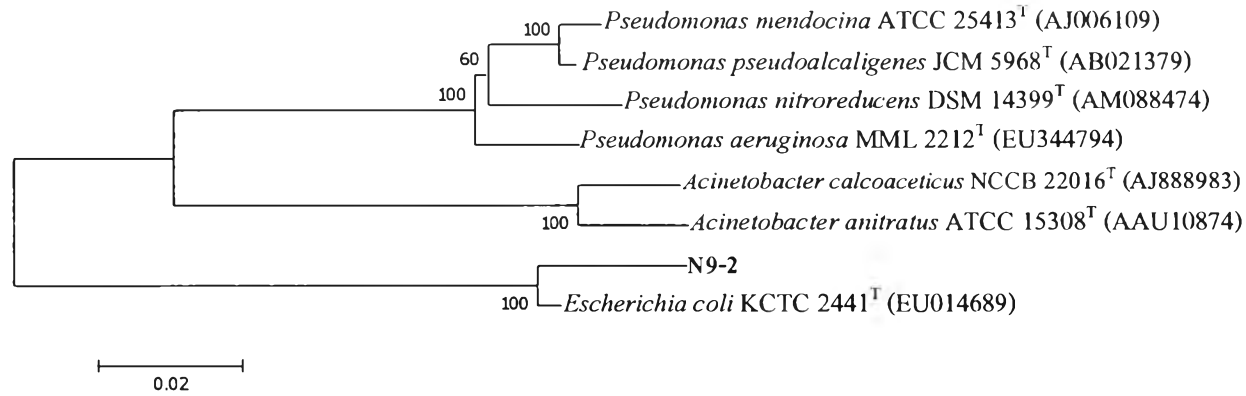 100
Pseudomonas mendocina ATCC 25413ᵀ (AJ006109)
60
Pseudomonas pseudoalcaligenes JCM 5968ᵀ (AB021379)
100
Pseudomonas nitroreducens DSM 14399ᵀ (AM088474)
Pseudomonas aeruginosa MML 2212ᵀ (EU344794)
Acinetobacter calcoaceticus NCCB 22016ᵀ (AJ888983)
100
Acinetobacter anitratus ATCC 15308ᵀ (AAU10874)
N9-2
100
Escherichia coli KCTC 2441ᵀ (EU014689)
0.02